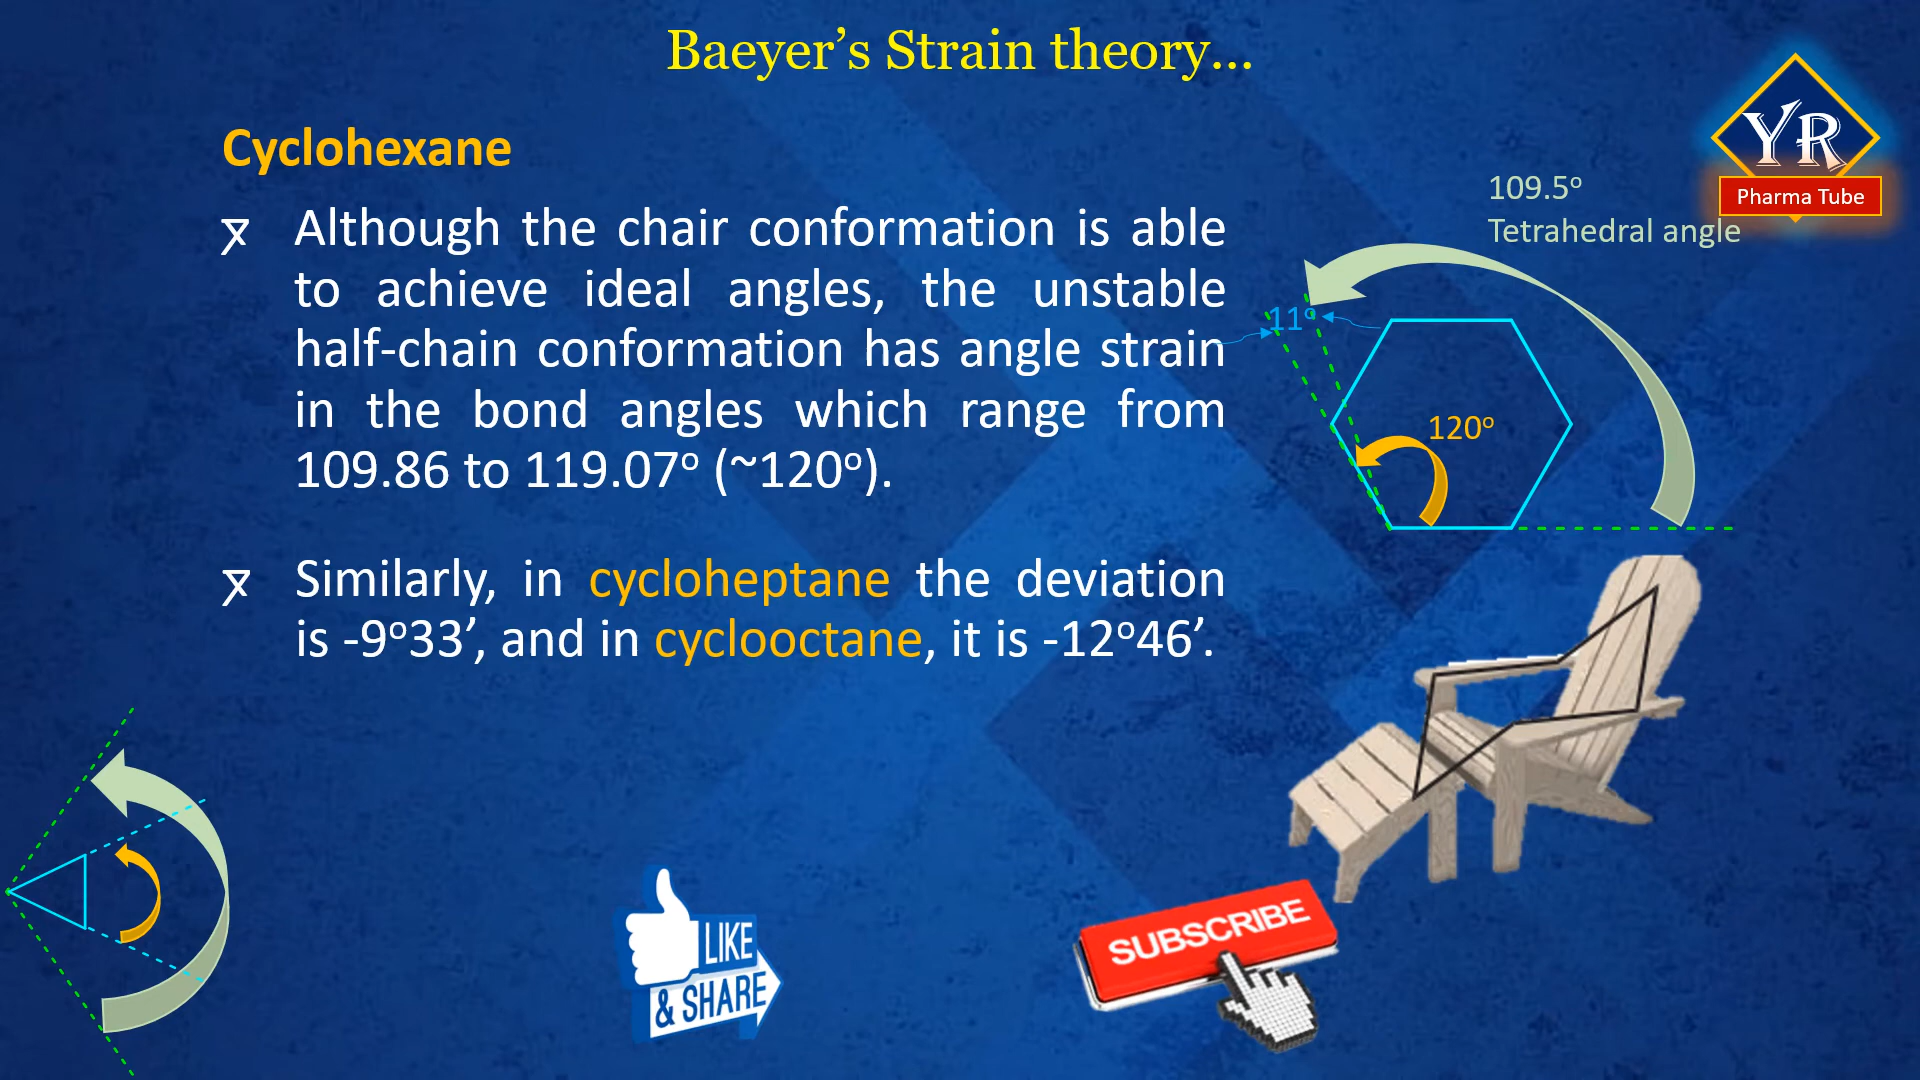 Baeyer’s Strain theory...
YR
Pharma Tube
Cyclohexane
Although the chair conformation is able
to achieve ideal angles, the unstable
half-chain conformation has angle strain
in the bond angles which range from
109.86 to 119.07° (~120°).
Similarly, in cycloheptane the deviation
is -9°33’, and in cyclooctane, it is -12°46’.
109.5°
Tetrahedral angle
11°
120°
LIKE
& SHARE
SUBSCRIBE